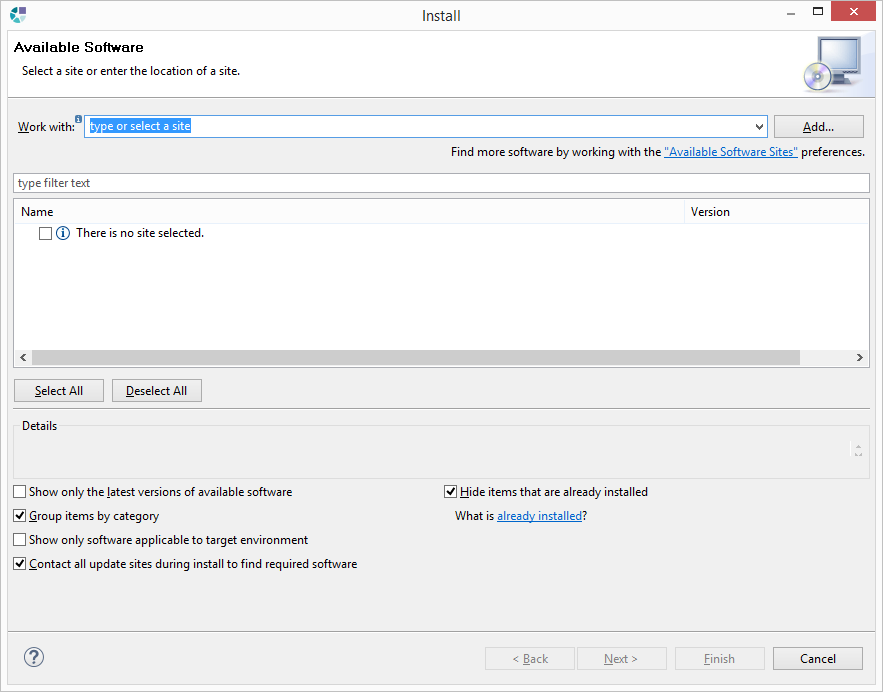 Install
Available Software
Select a site or enter the location of a site.
Work with: type or select a site Add...
Find more software by working with the "Available Software Sites" preferences.
type filter text
Name Version
There is no site selected.
Select All Deselect All
Details
Show only the latest versions of available software Hide items that are already installed
Group items by category What is already installed?
Show only software applicable to target environment
Contact all update sites during install to find required software
? < Back Next > Finish Cancel